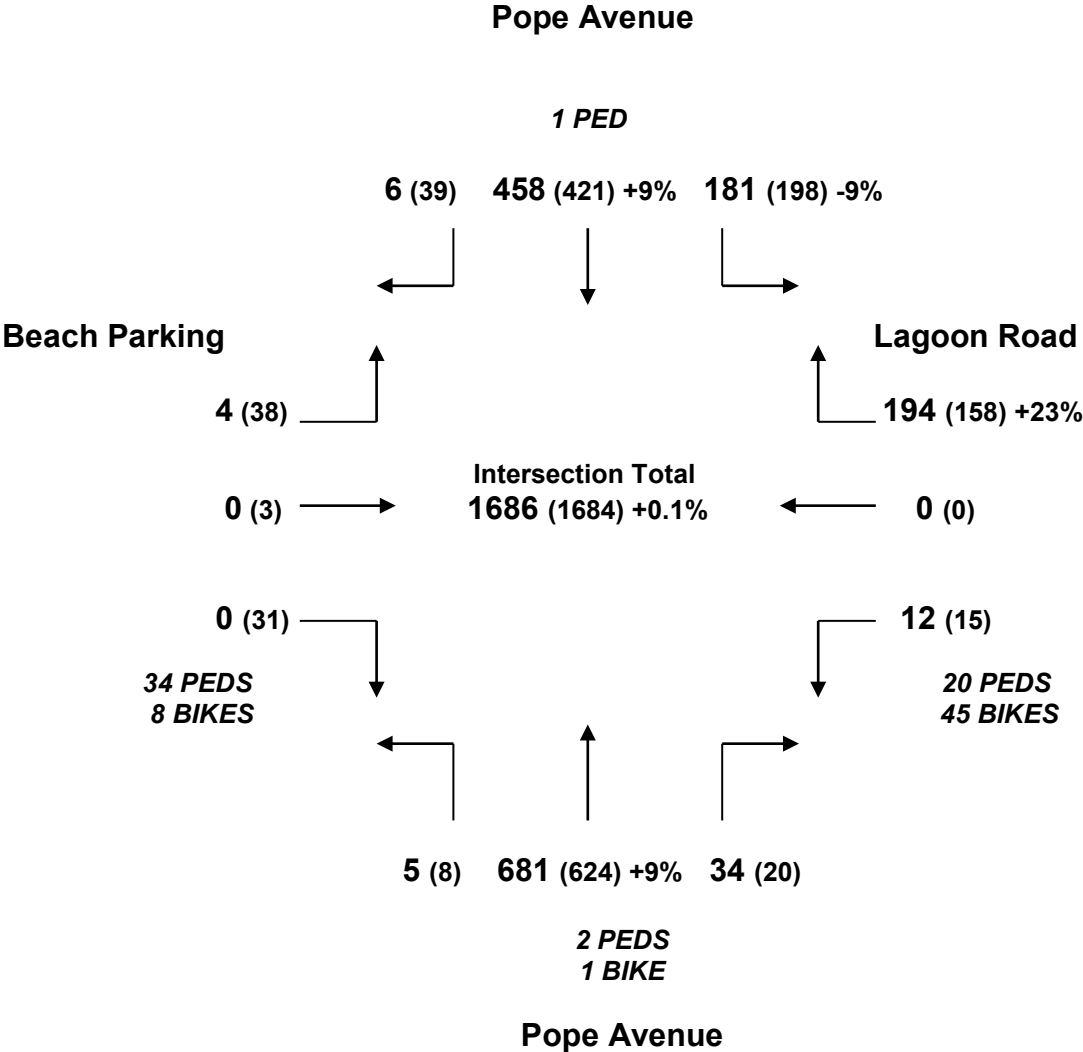 Pope Avenue
1 PED
6 (39) 458 (421) +9% 181 (198) -9%
Beach Parking
Lagoon Road
4 (38)
194 (158) +23%
Intersection Total
0 (3)
1686 (1684) +0.1%
0 (0)
0 (31)
12 (15)
34 PEDS
8 BIKES
20 PEDS
45 BIKES
5 (8) 681 (624) +9% 34 (20)
2 PEDS
1 BIKE
Pope Avenue